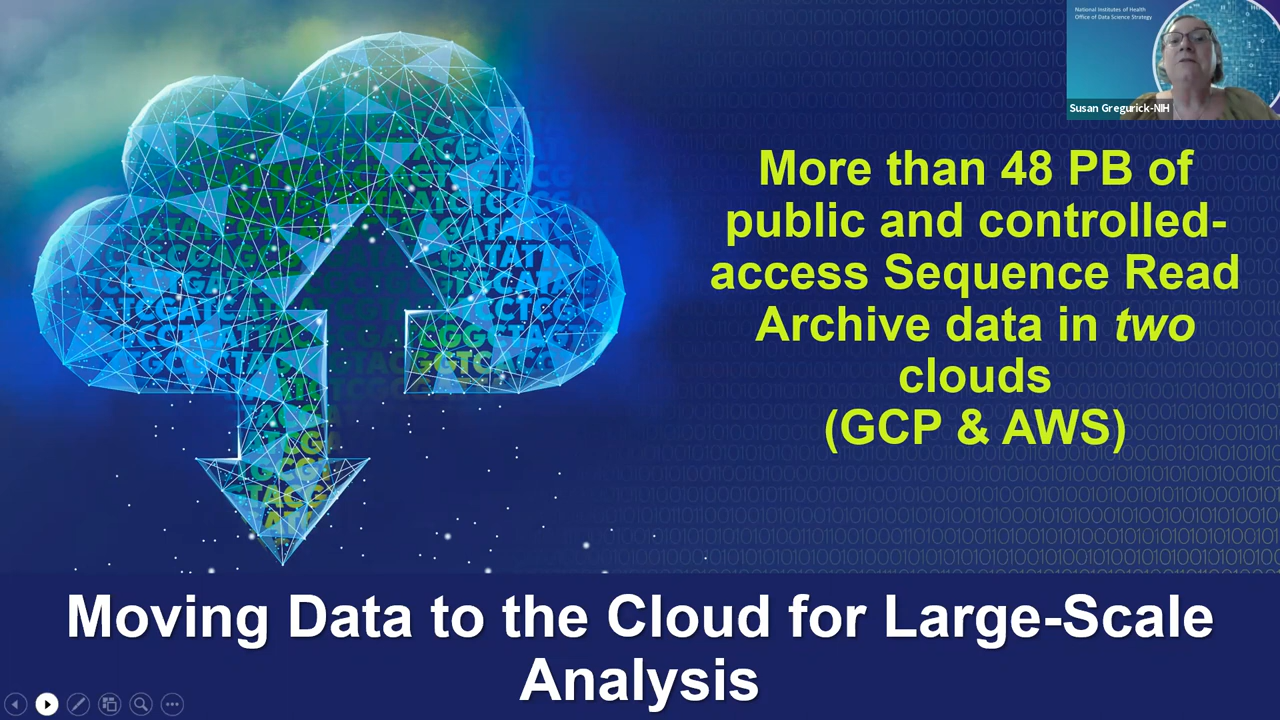 National Institutes of Health
Office of Data Science Strategy
Susan Gregurick-NIH
More than 48 PB of
public and controlled-
access Sequence Read
Archive data in two
clouds
(GCP & AWS)
Moving Data to the Cloud for Large-Scale
Analysis